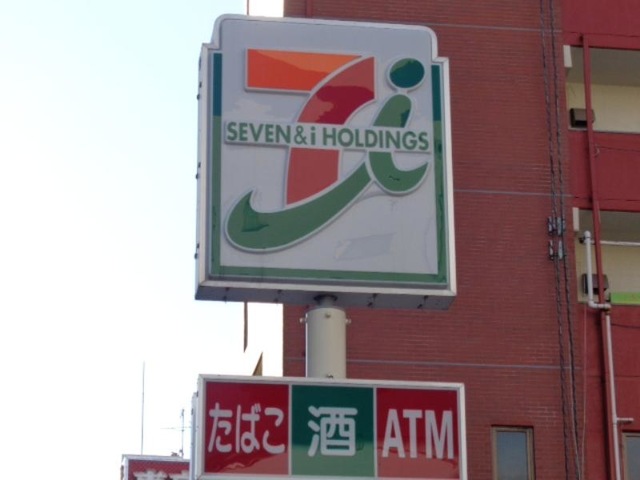 SEVEN & i HOLDINGS
たばこ 酒 ATM